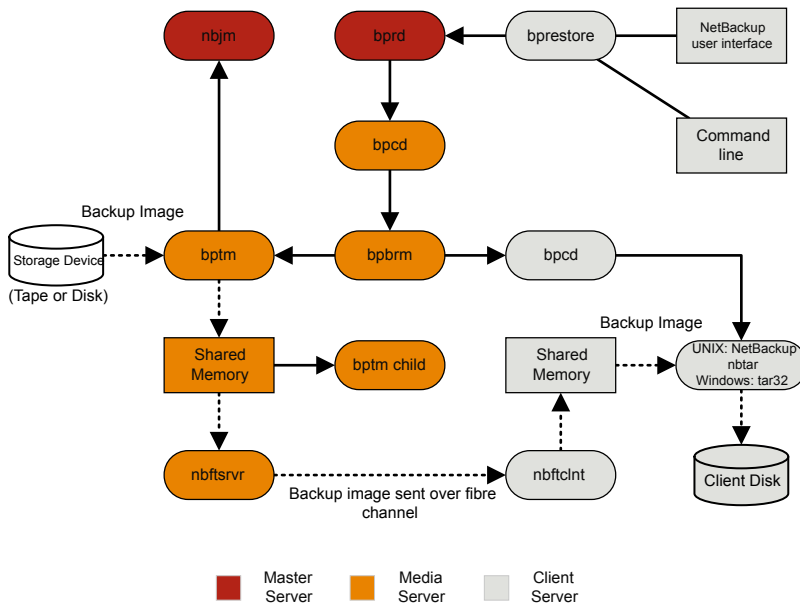 nbjm
bprd
bprestore
NetBackup
user interface
bpcd
Command
line
Backup Image
Storage Device
bptm
bpbrm
bpcd
(Tape or Disk)
Backup Image
Shared
Memory
bptm child
Shared
Memory
UNIX: NetBackup
nbtar
Windows: tar32
nbftsrvr
Backup image sent over fibre
channel
nbftclnt
Client Disk
Master
Server
Media
Server
Client
Server